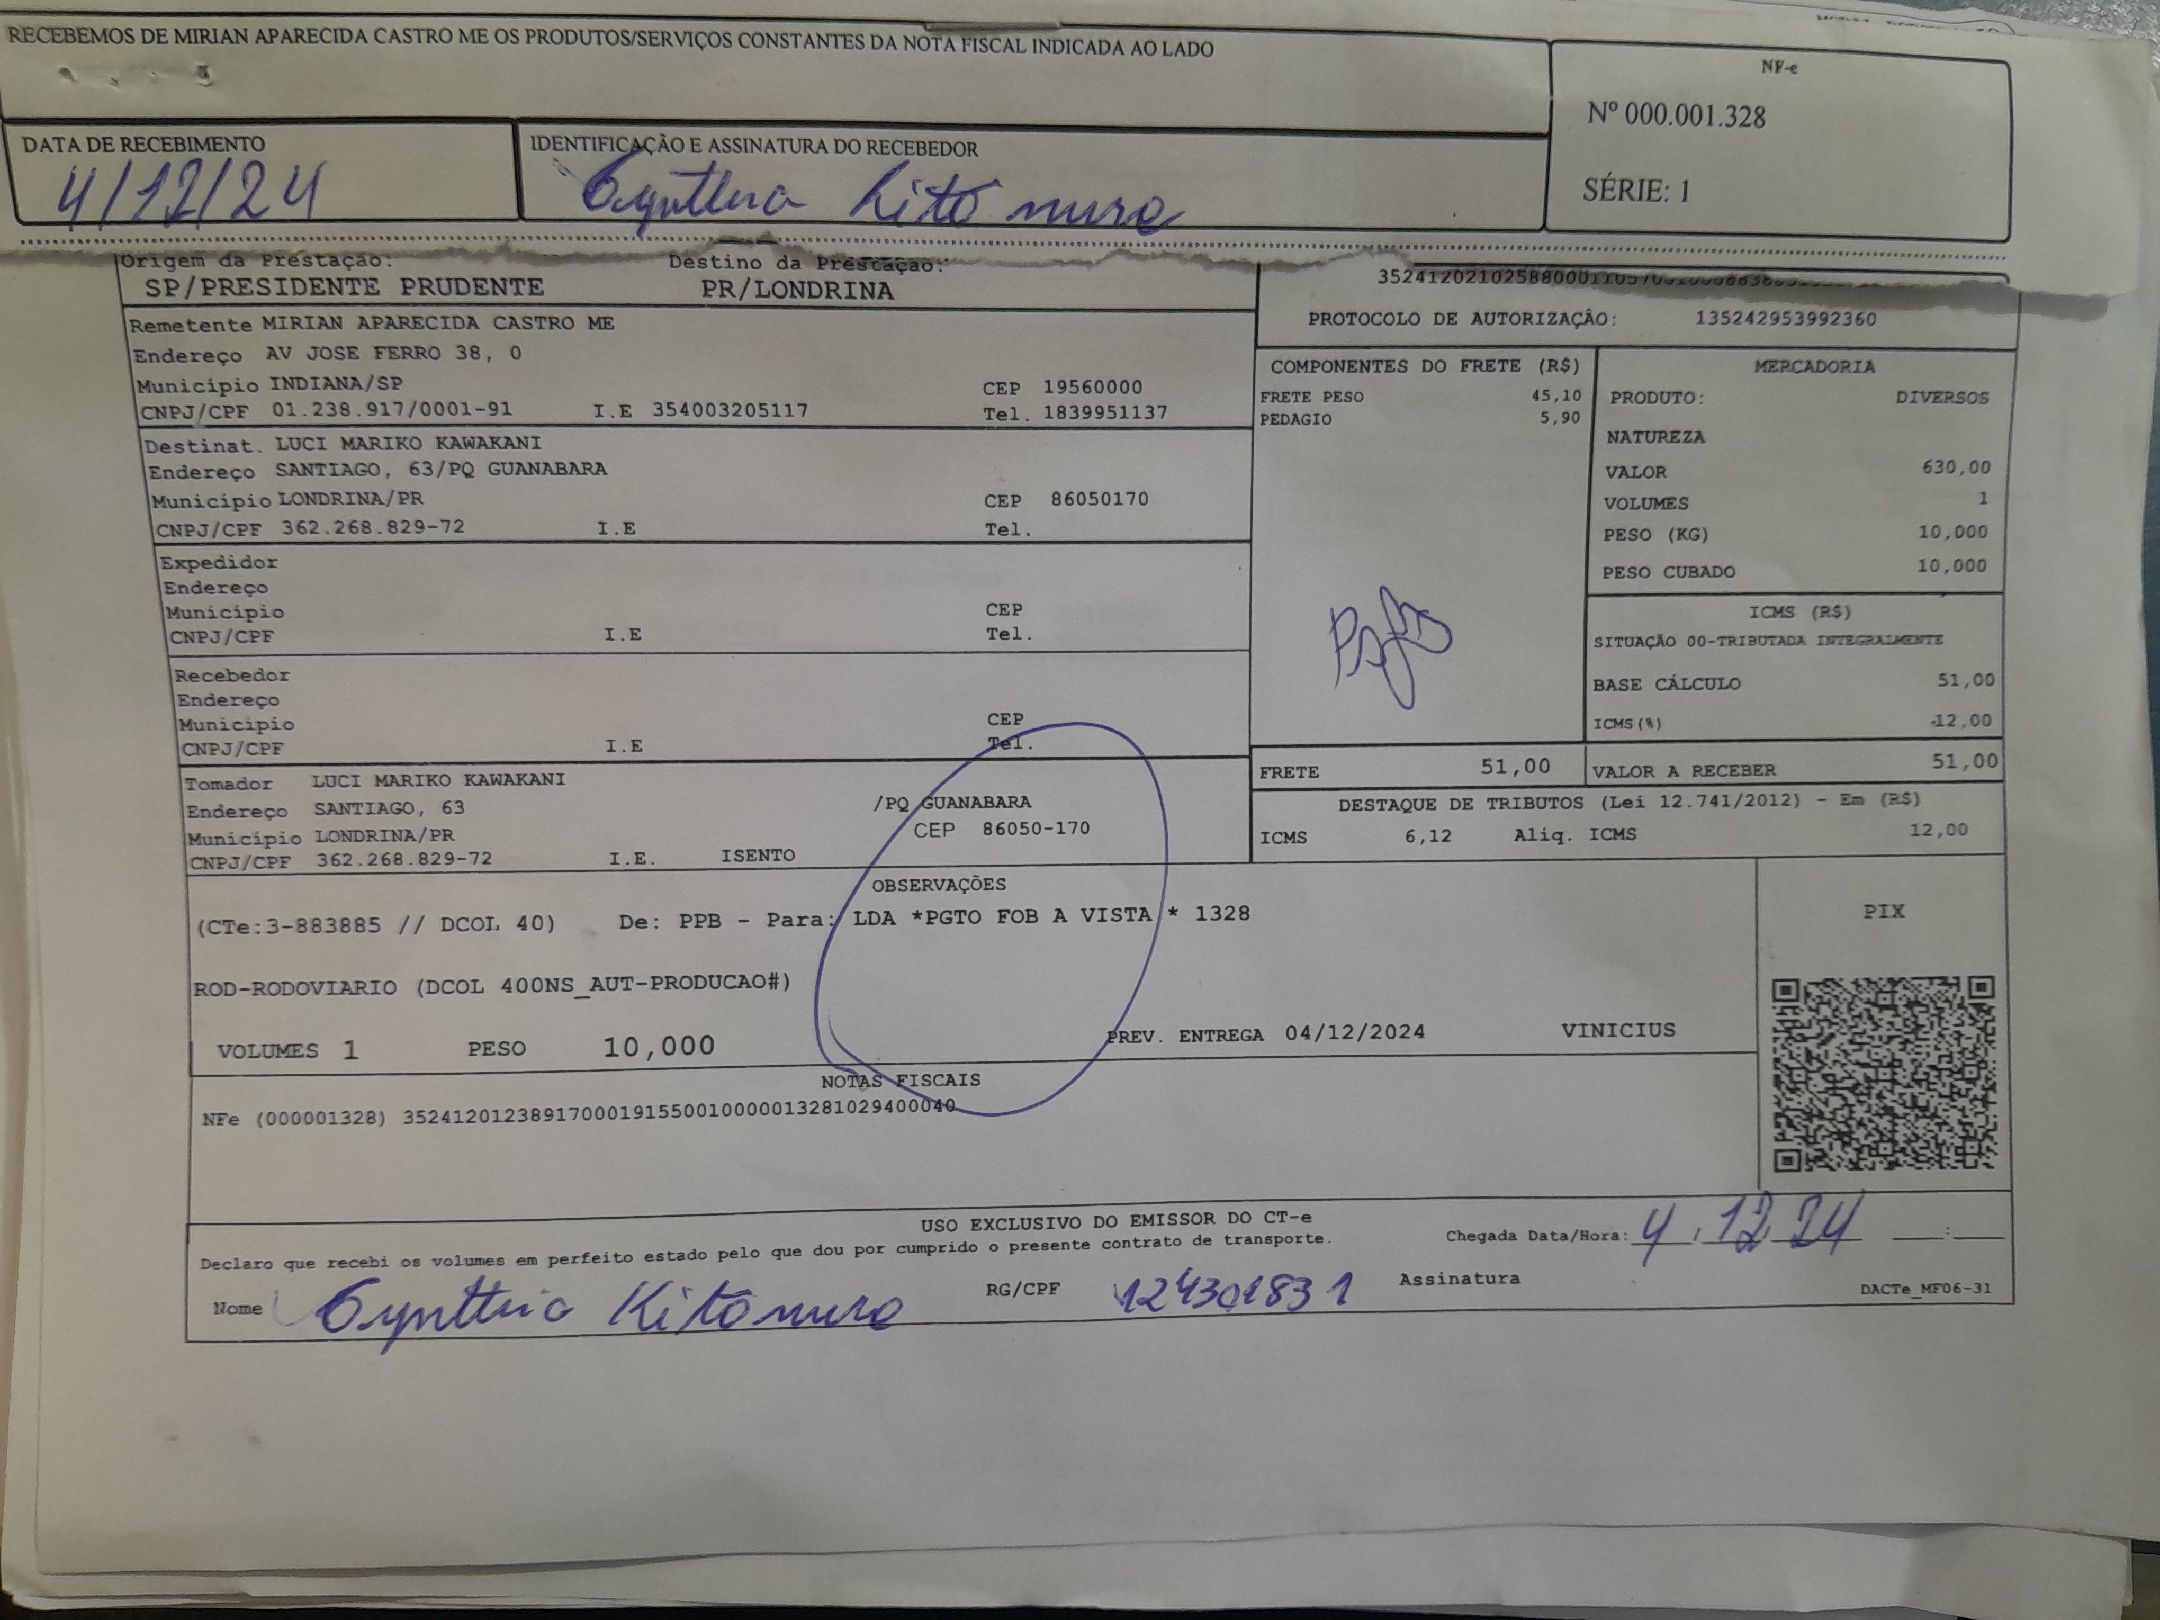 RECEBEMOS DE MIRIAN APARECIDA CASTRO ME OS PRODUTOS/SERVIÇOS CONSTANTES DA NOTA FISCAL INDICADA AO LADO
NF-e
Nº 000.001.328
SÉRIE: 1
DATA DE RECEBIMENTO
4/12/24
IDENTIFICAÇÃO E ASSINATURA DO RECEBEDOR
Cynthia Kitamura
Origem da Prestação:
SP/PRESIDENTE PRUDENTE
Destino da Prestação:
PR/LONDRINA
PROTOCOLO DE AUTORIZAÇÃO: 135242953992360
Remetente MIRIAN APARECIDA CASTRO ME
Endereço AV JOSE FERRO 38, 0
Município INDIANA/SP CEP 19560000
CNPJ/CPF 01.238.917/0001-91 I.E 354003205117 Tel. 1839951137
Destinat. LUCI MARIKO KAWAKANI
Endereço SANTIAGO, 63/PQ GUANABARA
Município LONDRINA/PR CEP 86050170
CNPJ/CPF 362.268.829-72 I.E Tel.
Expedidor
Endereço
Município CEP
CNPJ/CPF I.E Tel.
Recebedor
Endereço
Município CEP
CNPJ/CPF I.E Tel.
Tomador LUCI MARIKO KAWAKANI
Endereço SANTIAGO, 63 /PQ GUANABARA
Município LONDRINA/PR CEP 86050-170
CNPJ/CPF 362.268.829-72 I.E. ISENTO
COMPONENTES DO FRETE (R$)
FRETE PESO 45,10
PEDAGIO 5,90
MERCADORIA
PRODUTO: DIVERSOS
NATUREZA
VALOR 630,00
VOLUMES 1
PESO (KG) 10,000
PESO CUBADO 10,000
ICMS (R$)
SITUAÇÃO 00-TRIBUTADA INTEGRALMENTE
BASE CÁLCULO 51,00
ICMS(%) 12,00
FRETE 51,00
VALOR A RECEBER 51,00
DESTAQUE DE TRIBUTOS (Lei 12.741/2012) - Em (R$)
ICMS 6,12 Aliq. ICMS 12,00
OBSERVAÇÕES
(CTe:3-883885 // DCOL 40) De: PPB - Para: LDA *PGTO FOB A VISTA * 1328
ROD-RODOVIARIO (DCOL 400NS_AUT-PRODUCAO#)
VOLUMES 1 PESO 10,000 PREV. ENTREGA 04/12/2024 VINICIUS
PIX
NOTAS FISCAIS
NFe (000001328) 35241201238917000191550010000013281029400040
USO EXCLUSIVO DO EMISSOR DO CT-e
Declaro que recebi os volumes em perfeito estado pelo que dou por cumprido o presente contrato de transporte.
Chegada Data/Hora: 4/12/24 __:__
Nome Cynthia Kitamura RG/CPF 124301831 Assinatura
DACTe_MF06-31